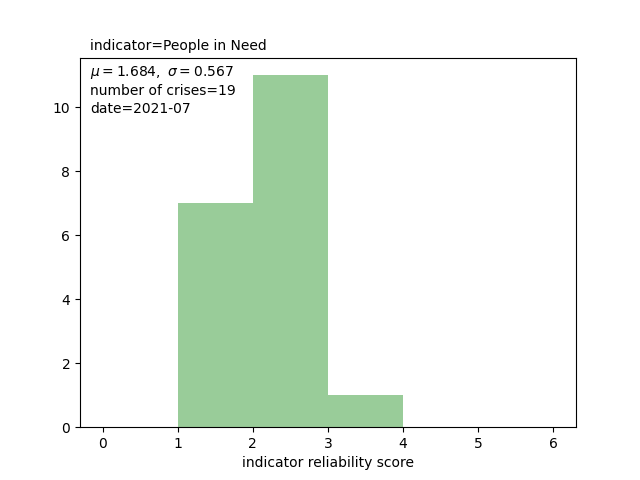 indicator=People in Need
μ = 1.684, σ = 0.567
number of crises=19
date=2021-07
10
8
6
4
2
0
0 1 2 3 4 5 6
indicator reliability score